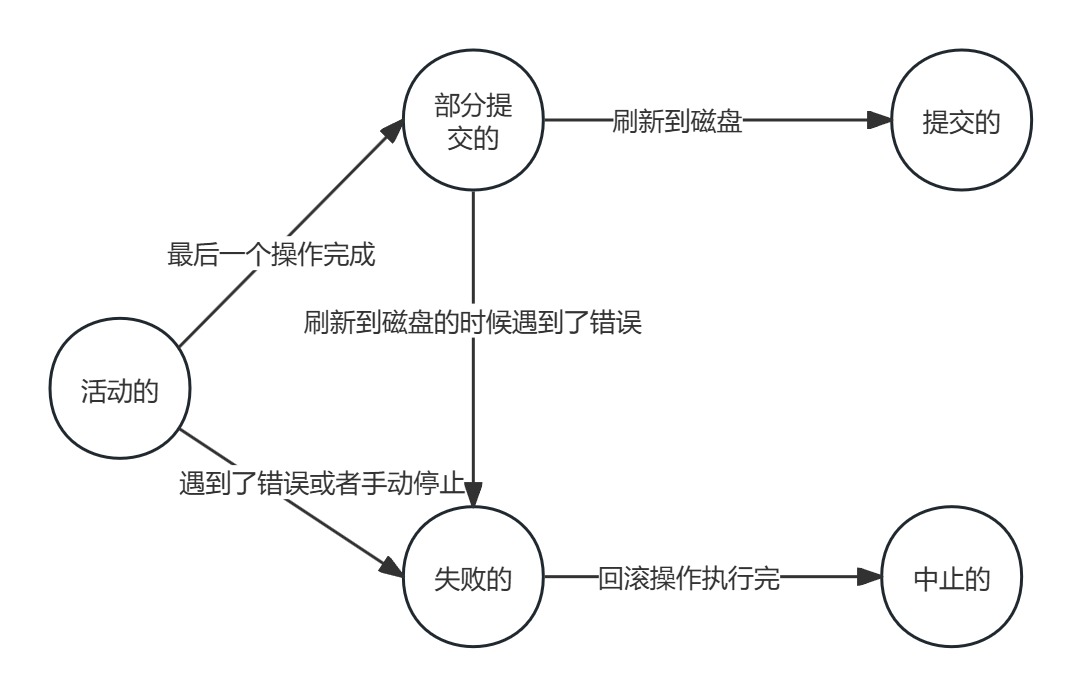 部分提
交的
刷新到磁盘
提交的
最后一个操作完成
刷新到磁盘的时候遇到了错误
活动的
遇到了错误或者手动停止
失败的
回滚操作执行完
中止的